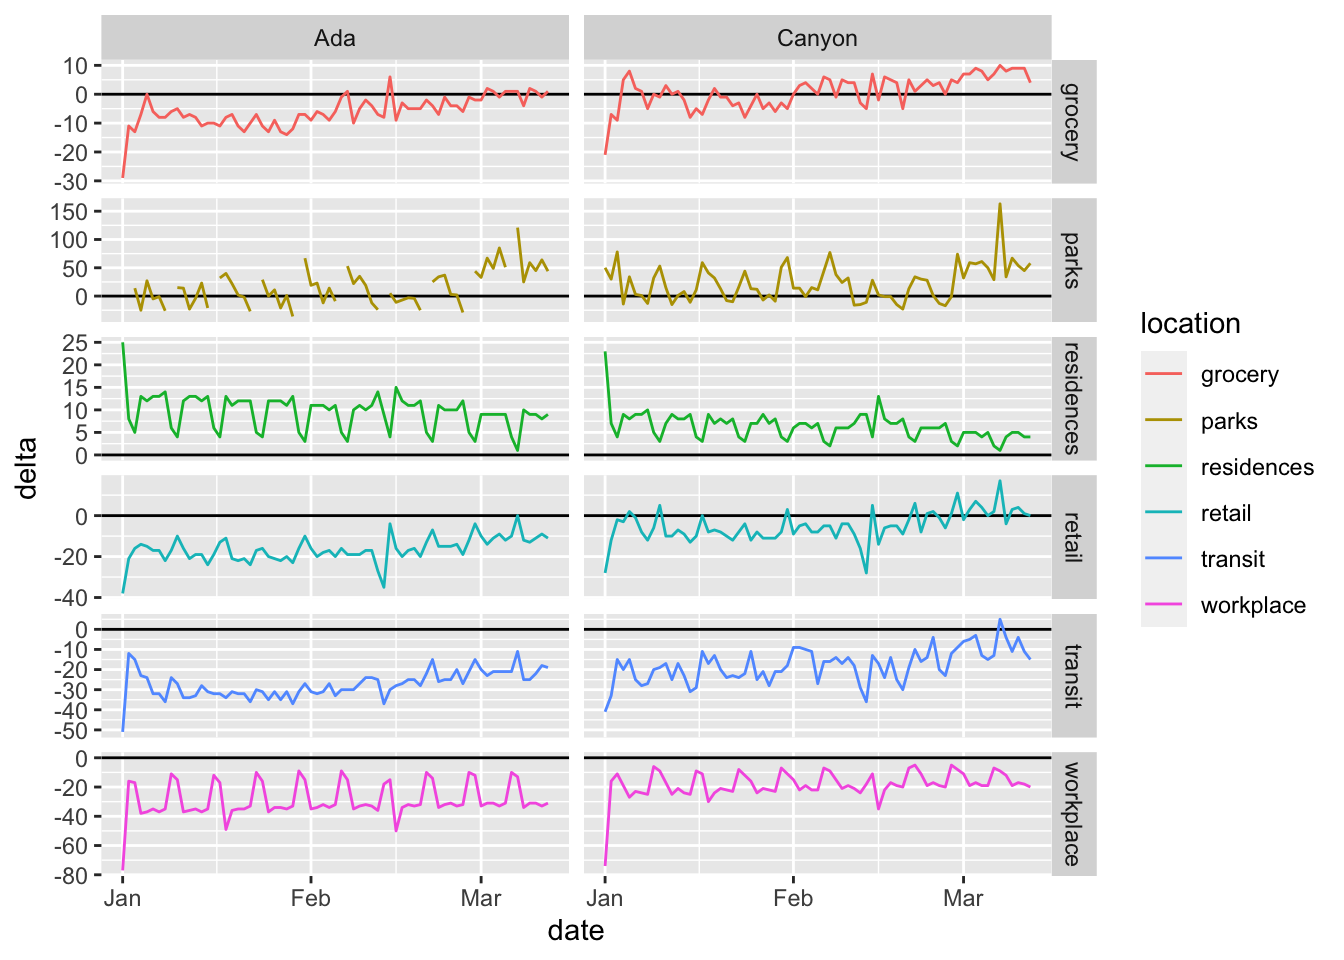 Ada
Canyon
10
0
-10
-20
-30
grocery
150
100
50
0
parks
25
20
15
10
5
0
residences
0
-20
-40
retail
0
-10
-20
-30
-40
-50
transit
0
-20
-40
-60
-80
workplace
Jan
Feb
Mar
Jan
Feb
Mar
date
delta
location
grocery
parks
residences
retail
transit
workplace